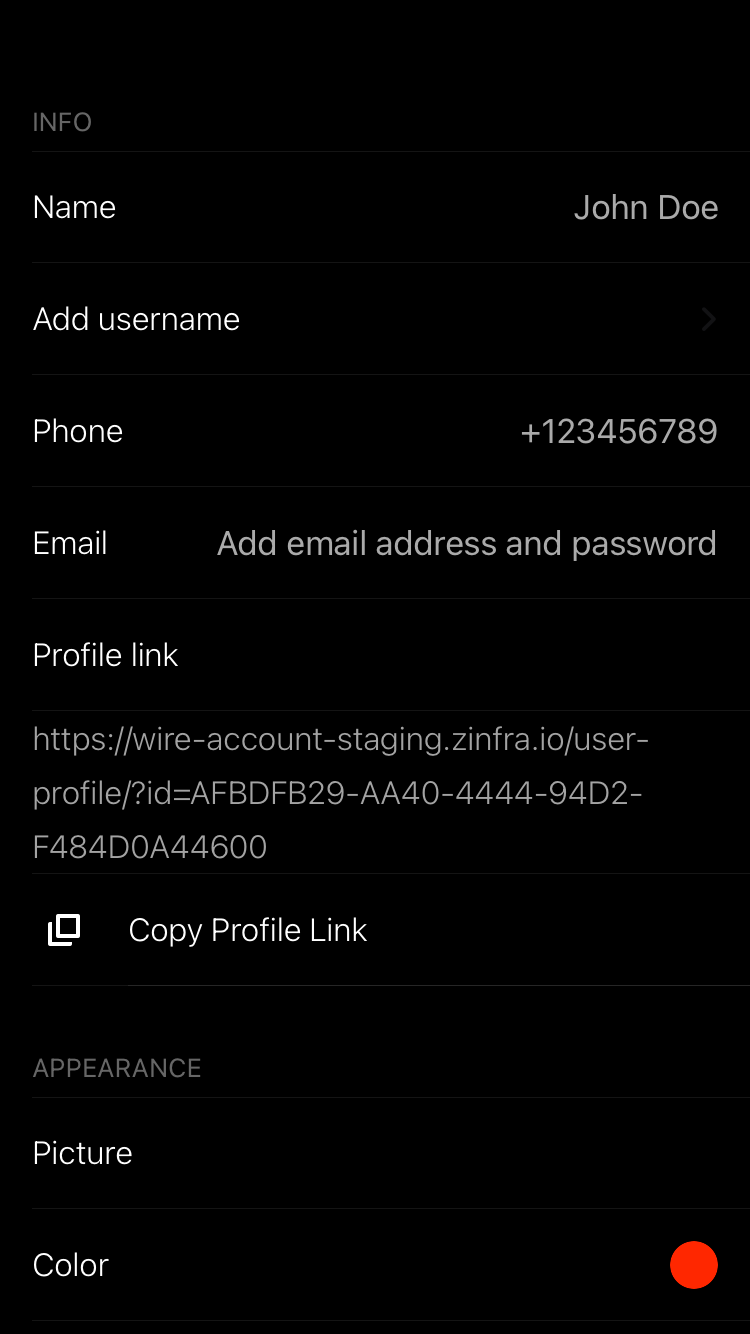 INFO
Name John Doe
Add username
Phone +123456789
Email Add email address and password
Profile link
https://wire-account-staging.zinfra.io/user-
profile/?id=AFBDFB29-AA40-4444-94D2-
F484D0A44600
Copy Profile Link
APPEARANCE
Picture
Color